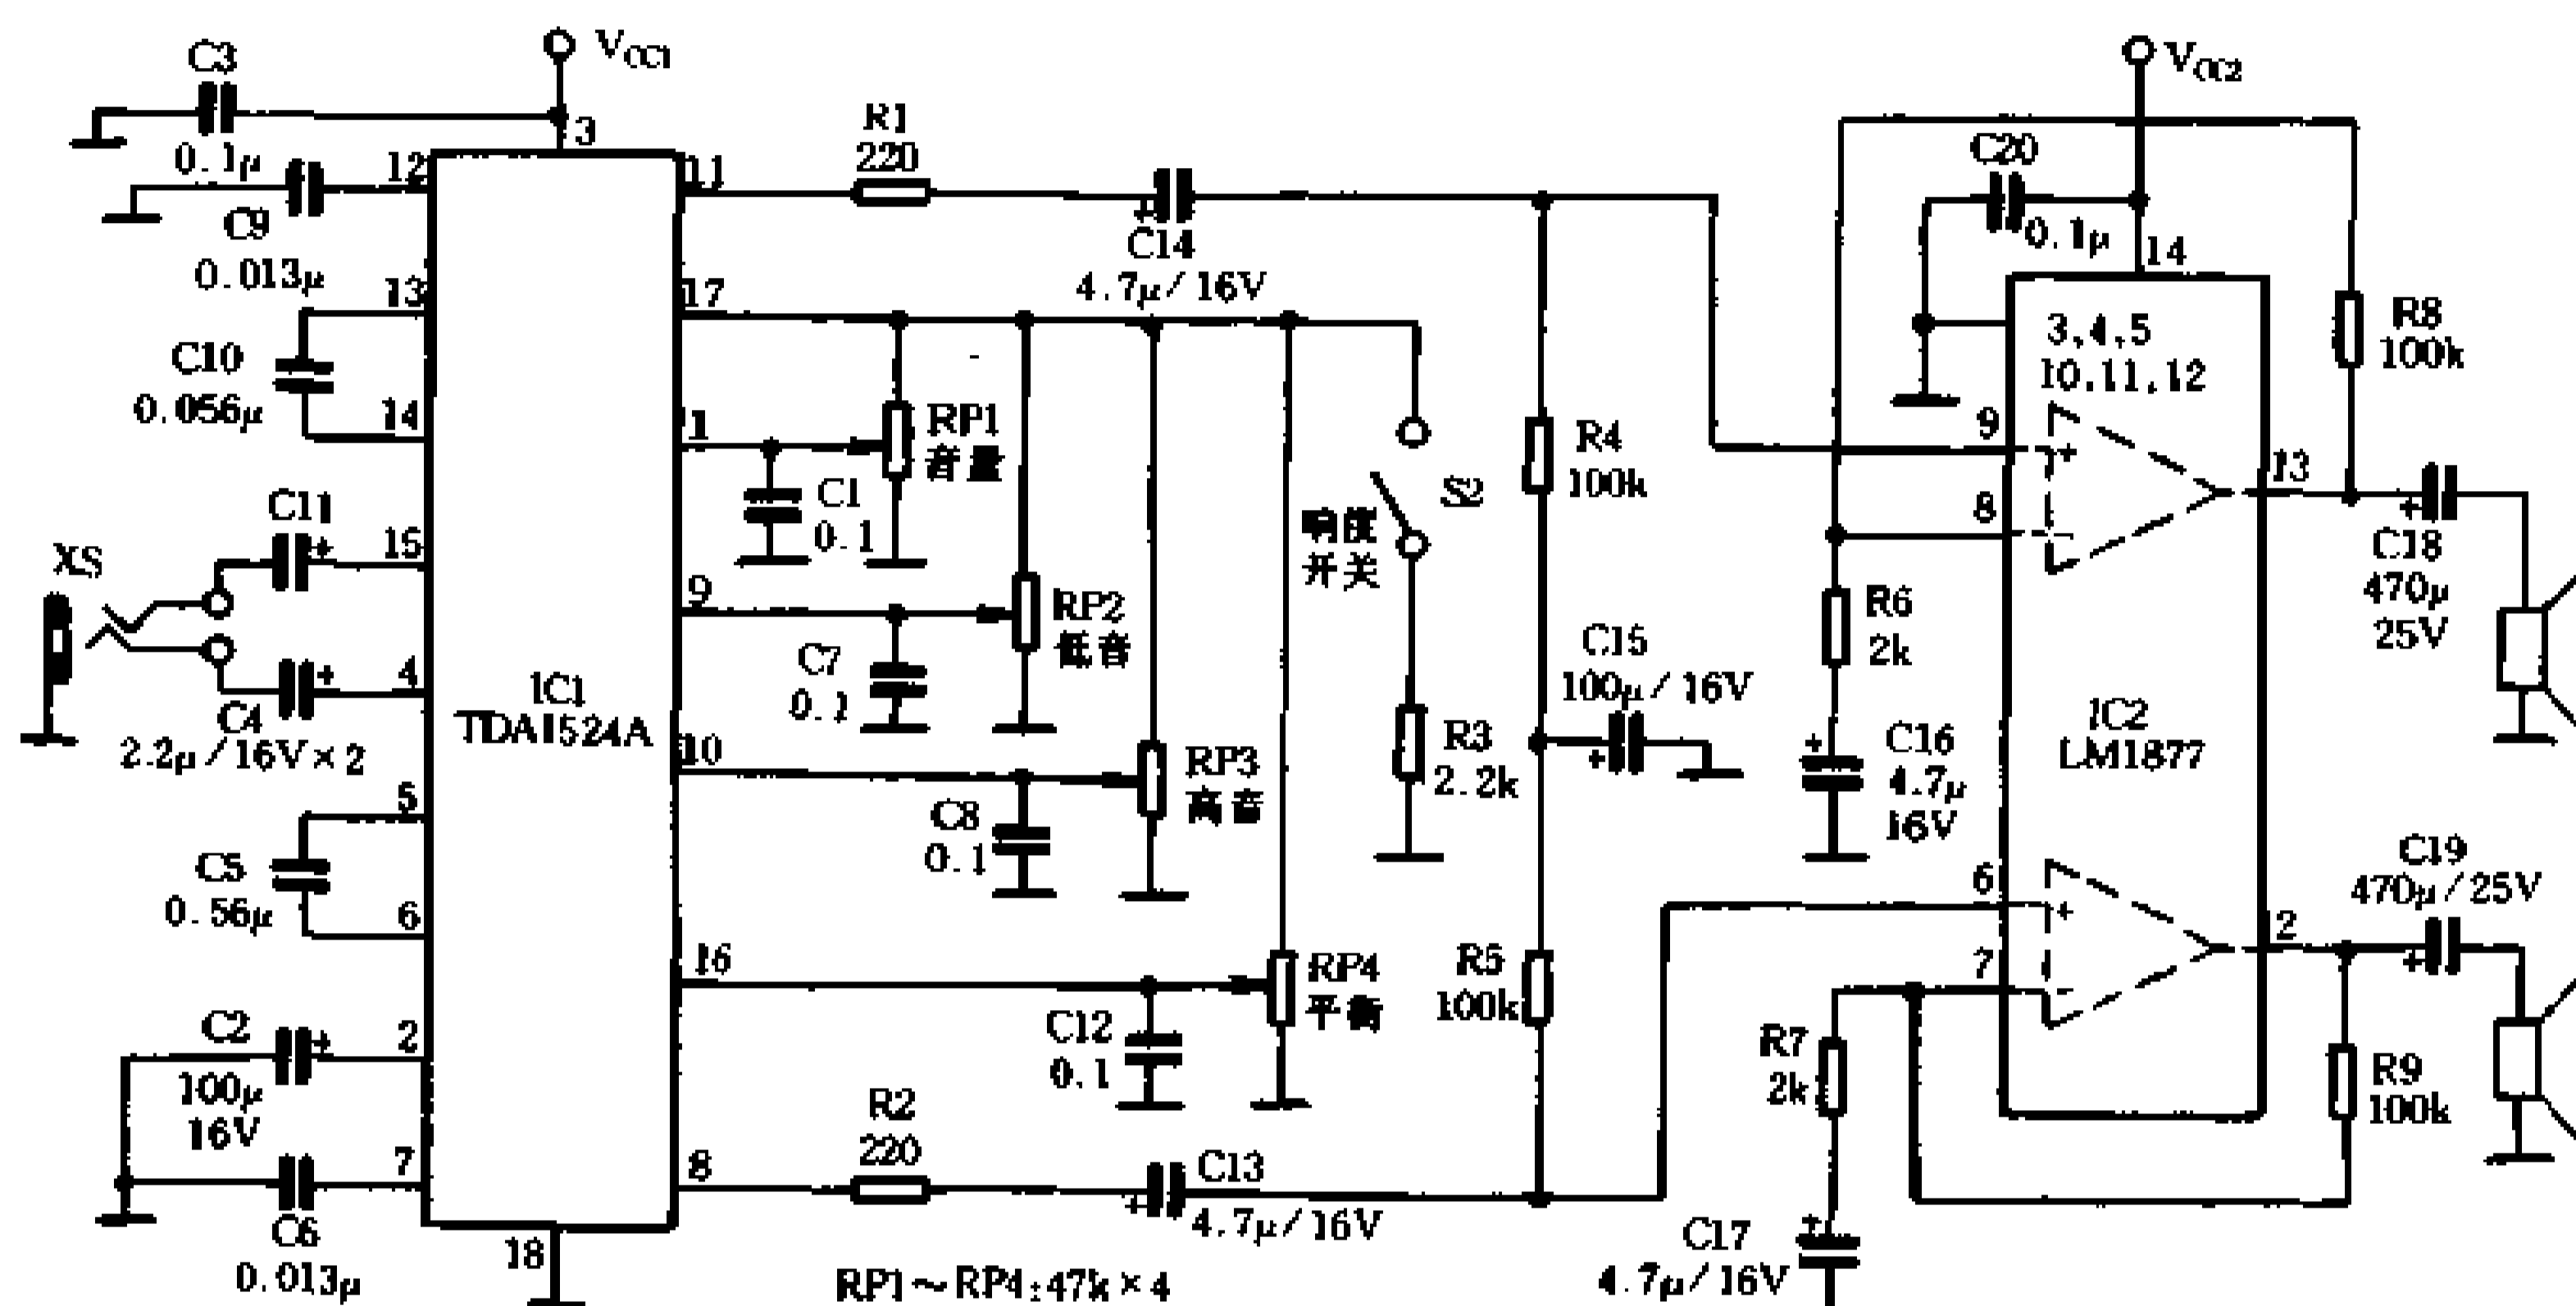 C3
0.1μ
VCC1
3
12
C9
0.013μ
13
C10
0.056μ
14
C11
15
XS
4
C4
2.2μ/16V×2
5
C5
0.56μ
6
C2
100μ
16V
2
7
C6
0.013μ
18
IC1
TDA1524A
11
R1
220
C14
4.7μ/16V
17
1
C1
0.1
RP1
音量
9
C7
0.1
RP2
低音
10
C8
0.1
RP3
高音
16
C12
0.1
RP4
平衡
8
R2
220
C13
4.7μ/16V
RP1～RP4:47k×4
S2
响度
开关
R3
2.2k
R4
100k
C15
100μ/16V
R5
100k
VCC2
C20
0.1μ
14
3,4,5
10,11,12
9
+
8
-
13
R8
100k
R6
2k
C16
4.7μ
16V
IC2
LM1877
C18
470μ
25V
6
+
7
-
2
C19
470μ/25V
R7
2k
R9
100k
C17
4.7μ/16V